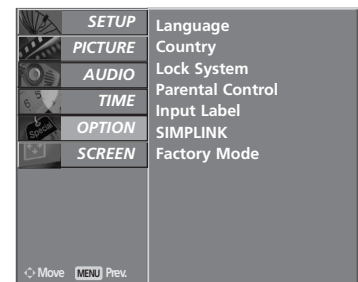 SETUP
PICTURE
AUDIO
TIME
OPTION
SCREEN
Language
Country
Lock System
Parental Control
Input Label
SIMPLINK
Factory Mode
Special
Move MENU Prev.